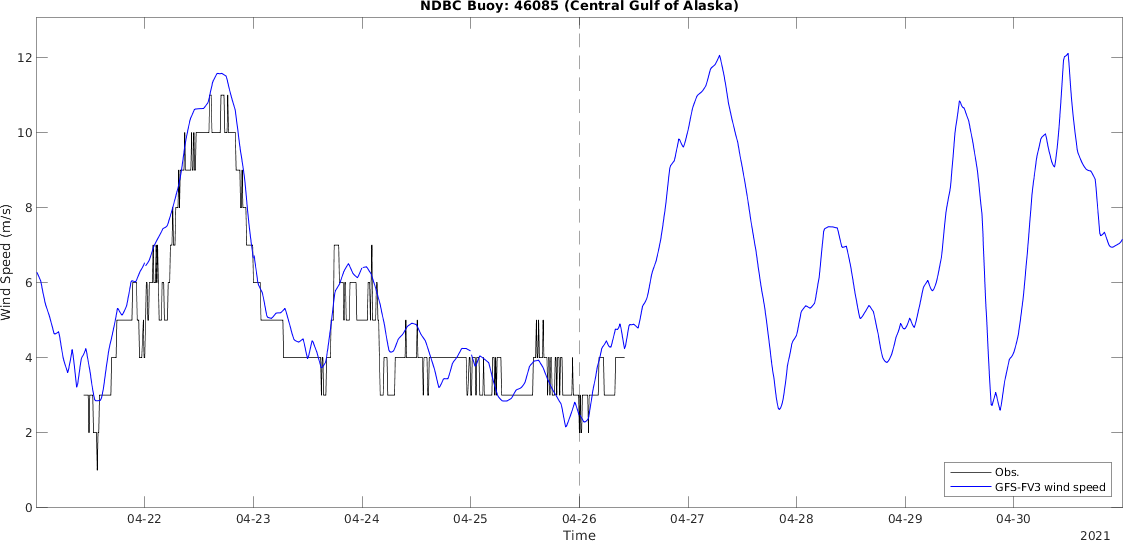 NDBC Buoy: 46085 (Central Gulf of Alaska)
12
10
8
6
4
2
0
Wind Speed (m/s)
04-22 04-23 04-24 04-25 04-26 04-27 04-28 04-29 04-30
Time
2021
Obs.
GFS-FV3 wind speed